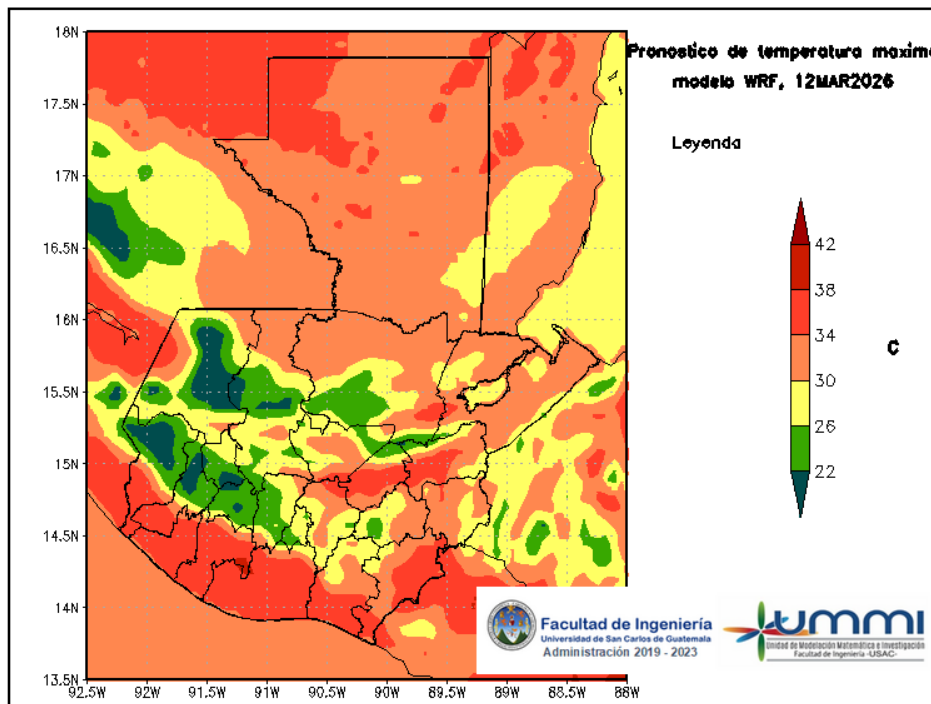 Pronostico de temperatura maxima
modelo WRF, 12MAR2026
Leyenda
42
38
34
30
26
22
C
18N
17.5N
17N
16.5N
16N
15.5N
15N
14.5N
14N
13.5N
92.5W
92W
91.5W
91W
90.5W
90W
89.5W
89W
88.5W
88W
Facultad de Ingeniería
Universidad de San Carlos de Guatemala
Administración 2019 - 2023
UMMI
Unidad de Modelación Matemática e Investigación
Facultad de Ingeniería -USAC-